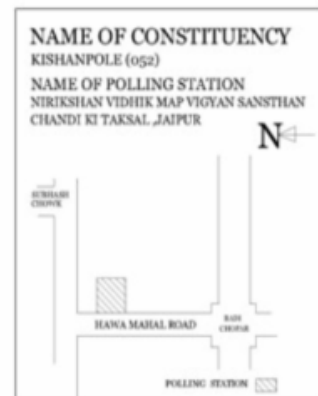 NAME OF CONSTITUENCY
KISHANPOLE (052)
NAME OF POLLING STATION
NIRIKSHAN VIDHIK MAP VIGYAN SANSTHAN
CHANDI KI TAKSAL ,JAIPUR
N
SUBHASH
CHOWK
HAWA MAHAL ROAD
BADI
CHOPAR
POLLING STATION